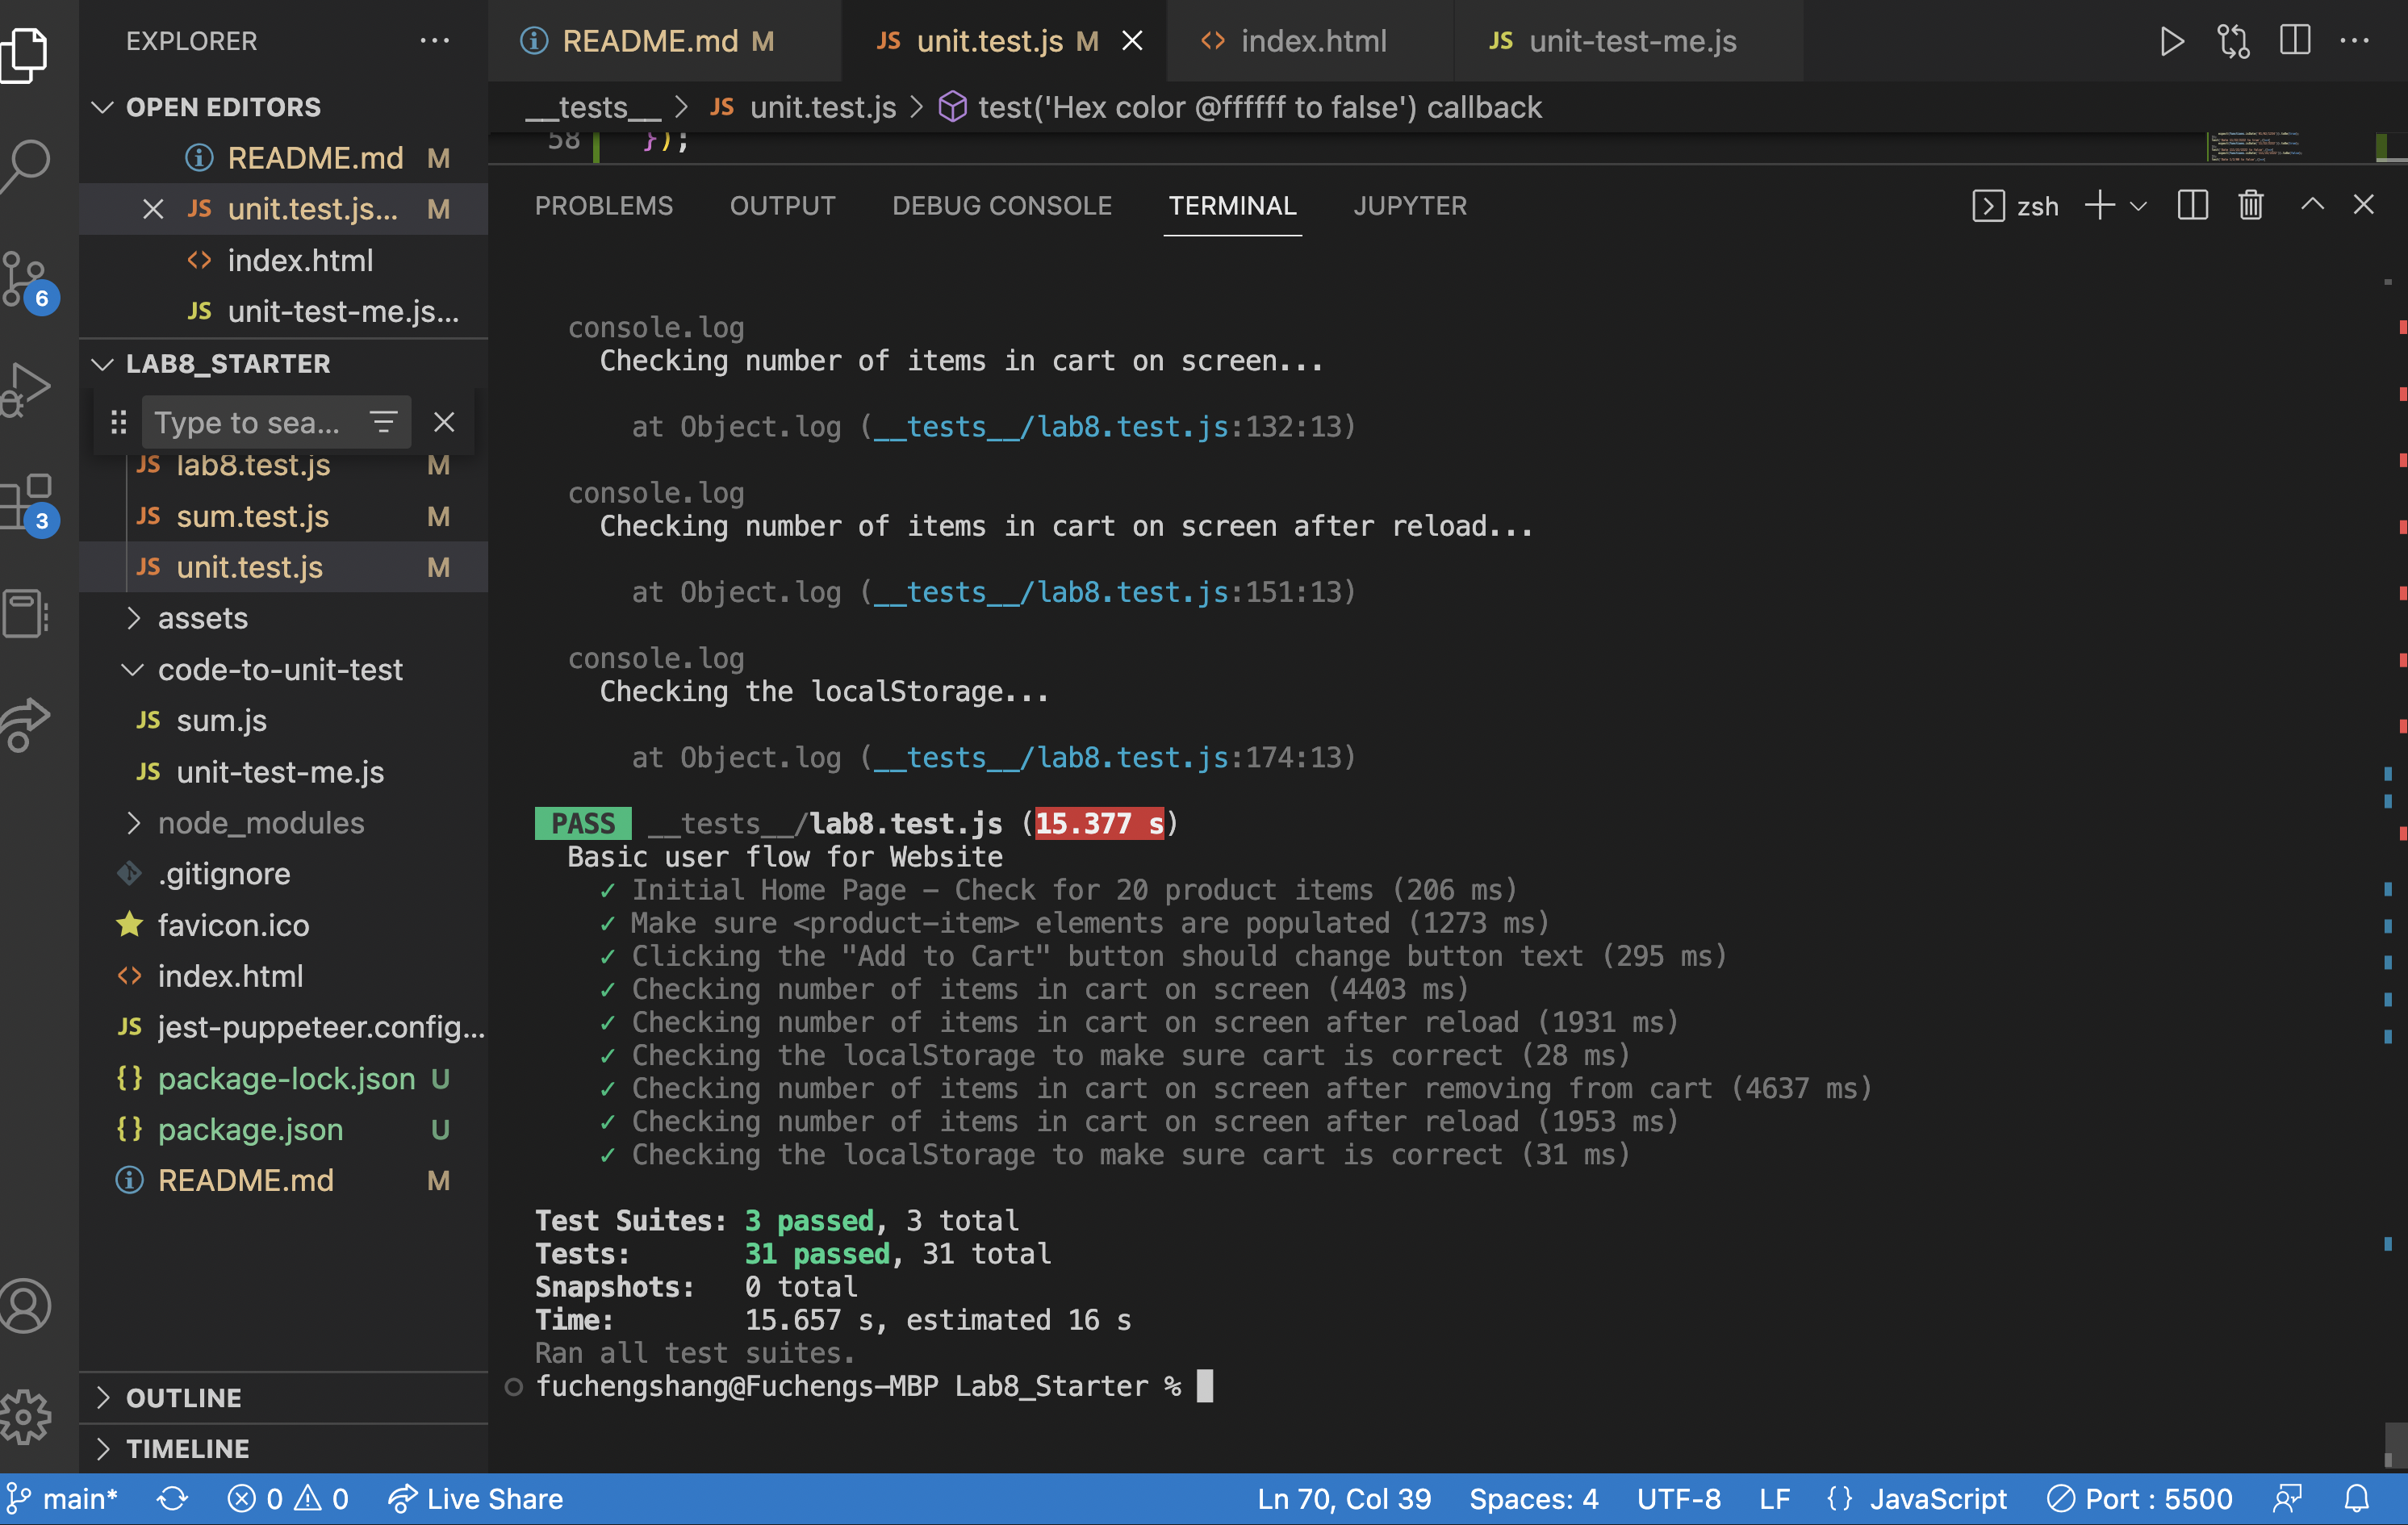 EXPLORER
OPEN EDITORS
README.md M
JS unit.test.js... M
index.html
JS unit-test-me.js...
LAB8_STARTER
Type to sea...
JS lab8.test.js M
JS sum.test.js M
JS unit.test.js M
assets
code-to-unit-test
JS sum.js
JS unit-test-me.js
node_modules
.gitignore
favicon.ico
index.html
JS jest-puppeteer.config...
{} package-lock.json U
{} package.json U
README.md M
OUTLINE
TIMELINE
6
3
README.md M
JS unit.test.js M
index.html
JS unit-test-me.js
__tests__ > JS unit.test.js > test('Hex color @ffffff to false') callback
58 });
PROBLEMS OUTPUT DEBUG CONSOLE TERMINAL JUPYTER
zsh
console.log
Checking number of items in cart on screen...
at Object.log (__tests__/lab8.test.js:132:13)
console.log
Checking number of items in cart on screen after reload...
at Object.log (__tests__/lab8.test.js:151:13)
console.log
Checking the localStorage...
at Object.log (__tests__/lab8.test.js:174:13)
PASS __tests__/lab8.test.js (15.377 s)
Basic user flow for Website
✓ Initial Home Page - Check for 20 product items (206 ms)
✓ Make sure <product-item> elements are populated (1273 ms)
✓ Clicking the "Add to Cart" button should change button text (295 ms)
✓ Checking number of items in cart on screen (4403 ms)
✓ Checking number of items in cart on screen after reload (1931 ms)
✓ Checking the localStorage to make sure cart is correct (28 ms)
✓ Checking number of items in cart on screen after removing from cart (4637 ms)
✓ Checking number of items in cart on screen after reload (1953 ms)
✓ Checking the localStorage to make sure cart is correct (31 ms)
Test Suites: 3 passed, 3 total
Tests: 31 passed, 31 total
Snapshots: 0 total
Time: 15.657 s, estimated 16 s
Ran all test suites.
fuchengshang@Fuchengs-MBP Lab8_Starter %
main* 0 0 Live Share Ln 70, Col 39 Spaces: 4 UTF-8 LF {} JavaScript Port : 5500